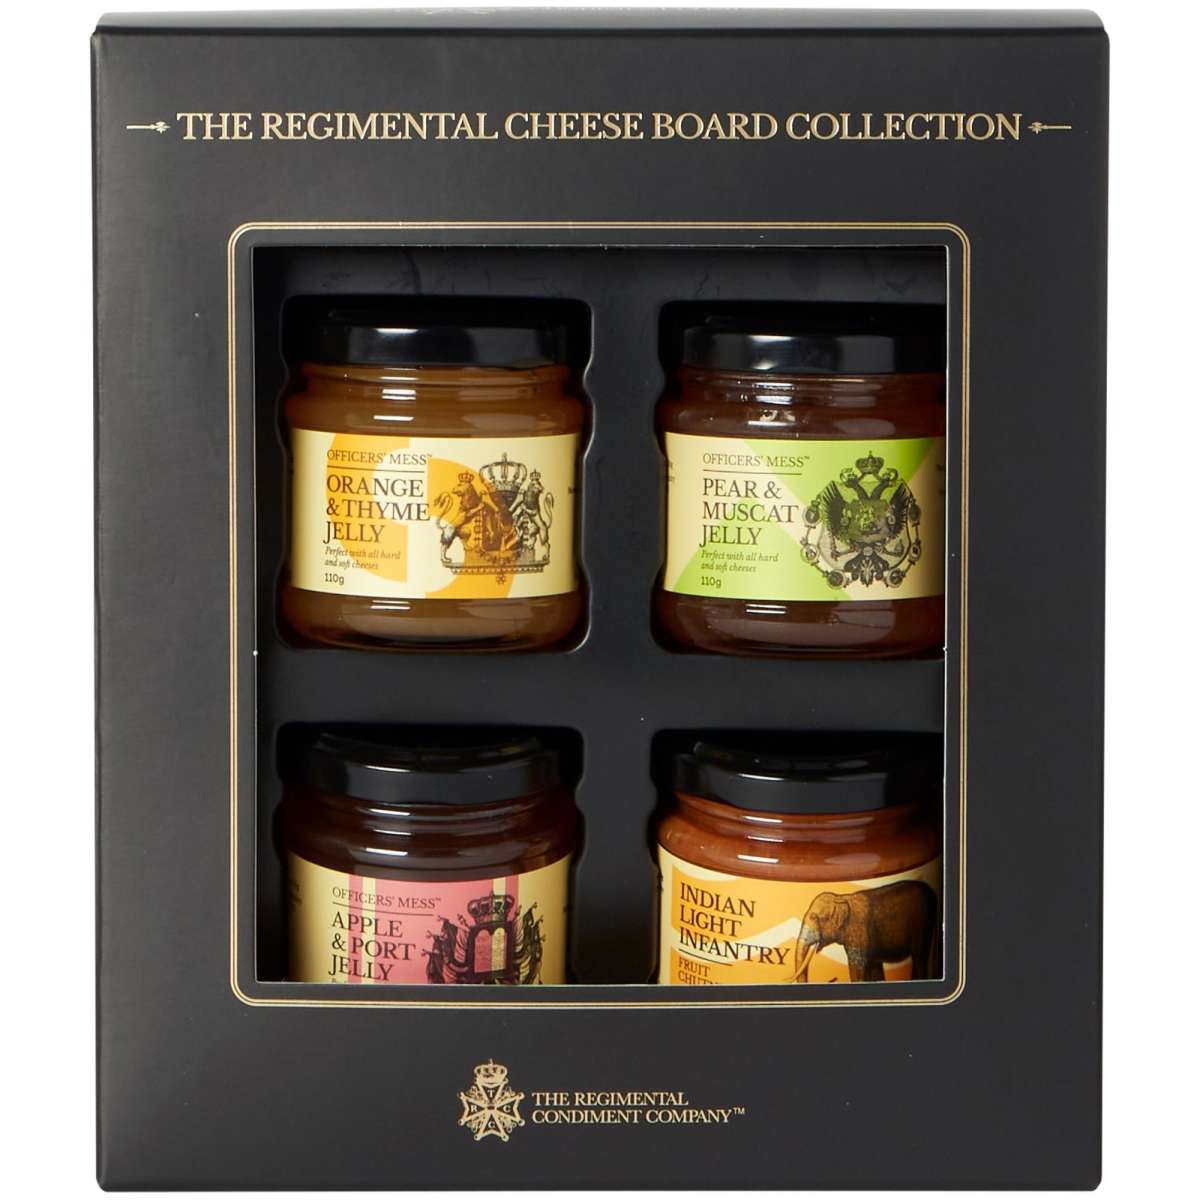 THE REGIMENTAL CHEESE BOARD COLLECTION
OFFICERS' MESS™
ORANGE
& THYME
JELLY
Perfect with all hard
and soft cheeses
110g
OFFICERS' MESS™
PEAR &
MUSCAT
JELLY
Perfect with all hard
and soft cheeses
110g
OFFICERS' MESS™
APPLE
& PORT
JELLY
INDIAN
LIGHT
INFANTRY
FRUIT
T
R C
C
THE REGIMENTAL
CONDIMENT COMPANY™